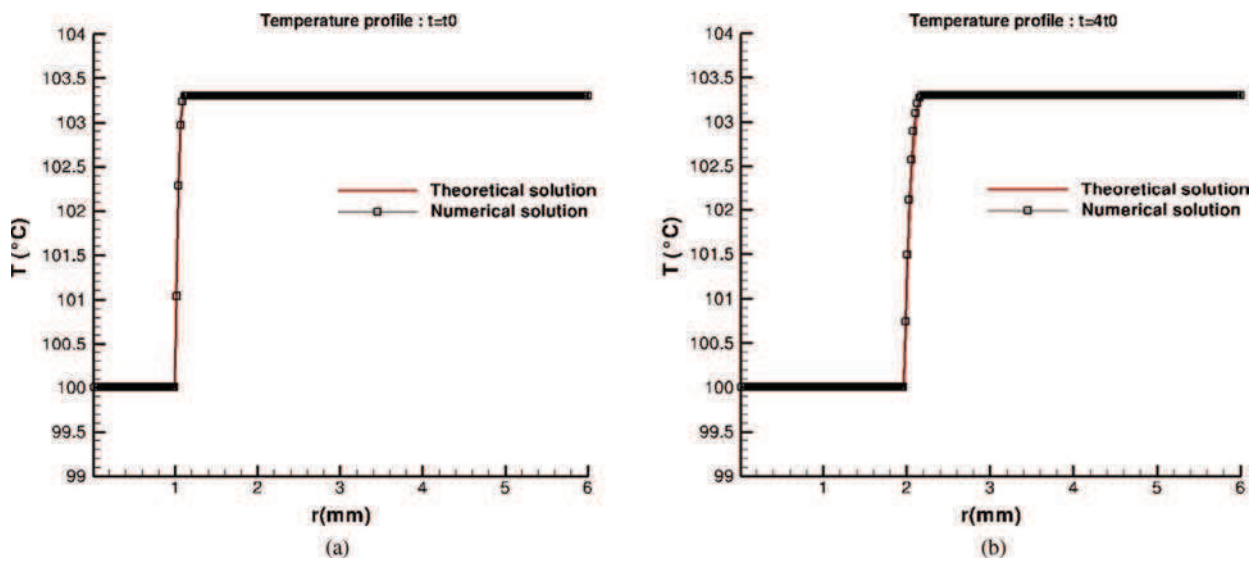 Temperature profile : t=t0
104
103.5
103
102.5
102
101.5
101
100.5
100
99.5
99
T (°C)
Theoretical solution
Numerical solution
1
2
3
4
5
6
r(mm)
(a)
Temperature profile : t=4t0
104
103.5
103
102.5
102
101.5
101
100.5
100
99.5
99
T (°C)
Theoretical solution
Numerical solution
1
2
3
4
5
6
r(mm)
(b)